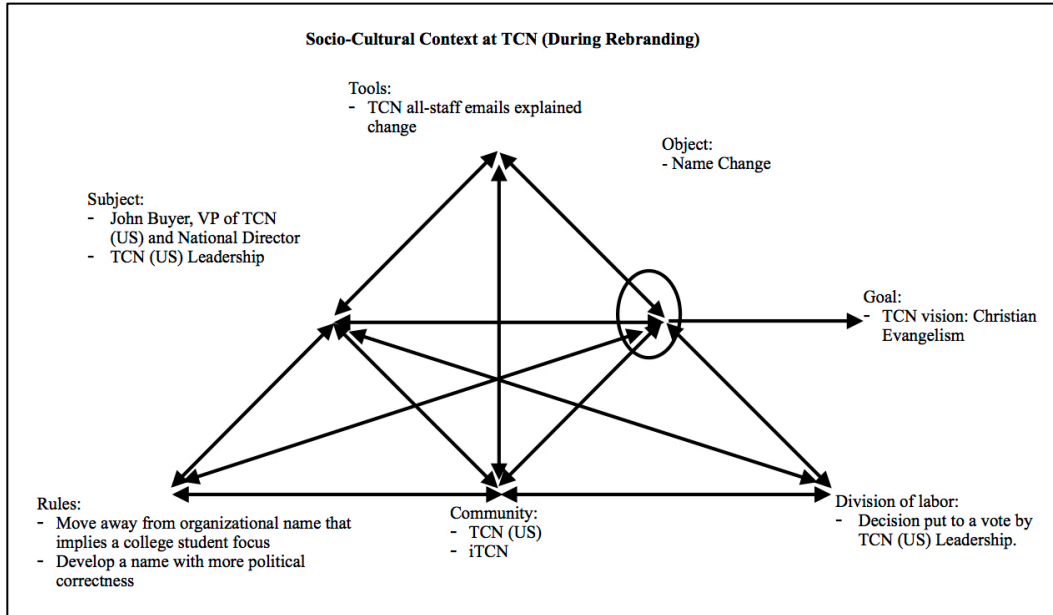 Socio-Cultural Context at TCN (During Rebranding)
Tools:
- TCN all-staff emails explained
change
Object:
- Name Change
Subject:
- John Buyer, VP of TCN
(US) and National Director
- TCN (US) Leadership
Goal:
- TCN vision: Christian
Evangelism
Rules:
- Move away from organizational name that
implies a college student focus
- Develop a name with more political
correctness
Community:
- TCN (US)
- iTCN
Division of labor:
- Decision put to a vote by
TCN (US) Leadership.